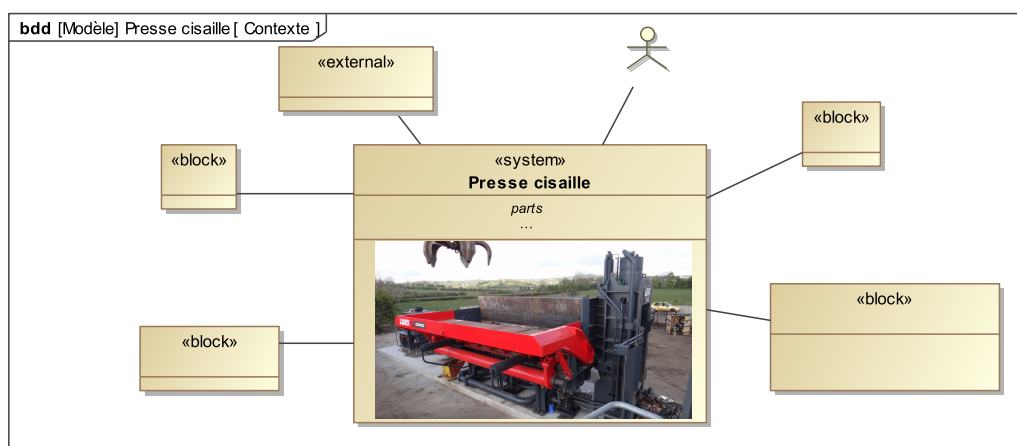 bdd [Modèle] Presse cisaille [ Contexte ]
«external»
«block»
«block»
«system»
Presse cisaille
parts
...
«block»
«block»